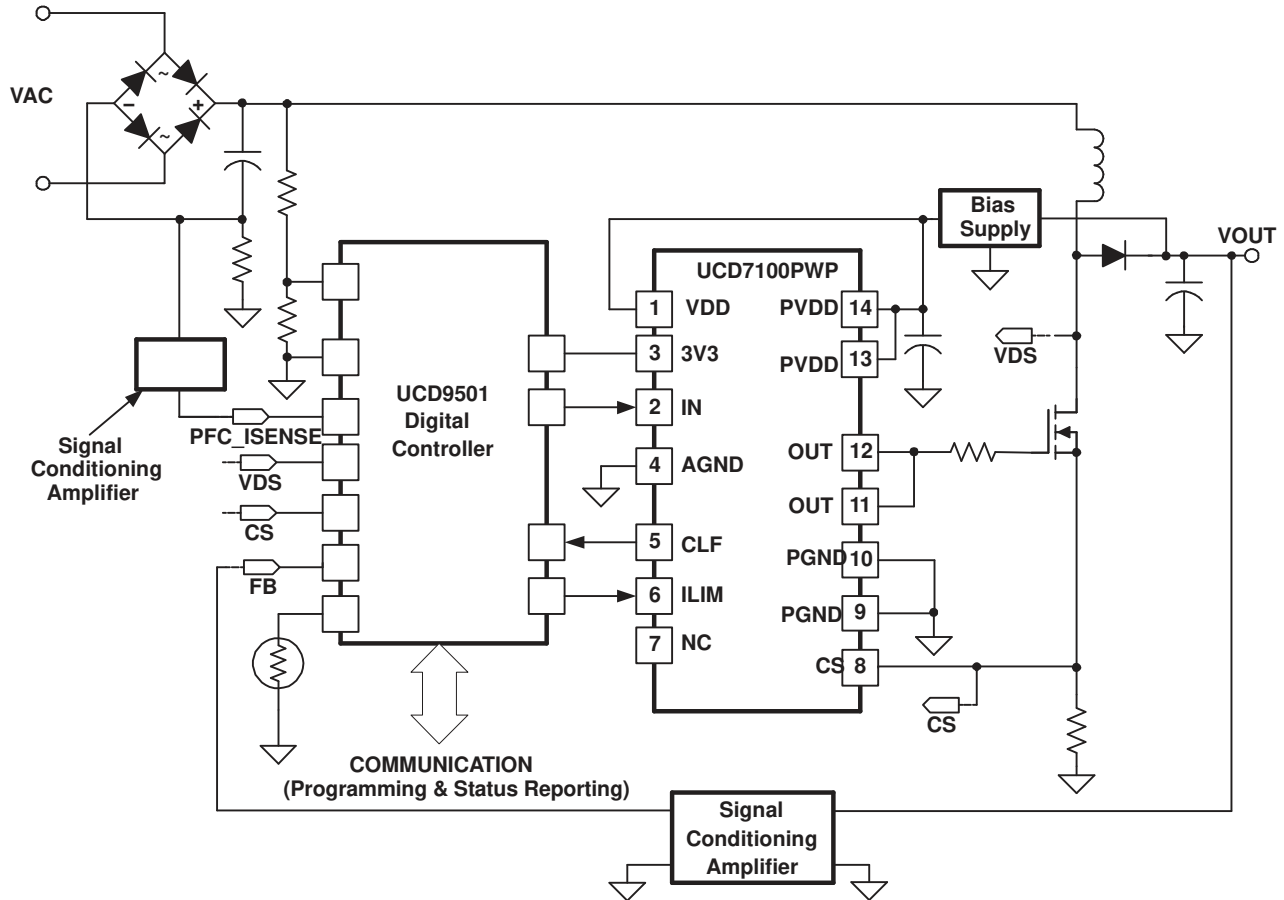 VAC
~
−
+
~
Bias
Supply
VOUT
UCD7100PWP
1 VDD PVDD 14
3 3V3 PVDD 13
2 IN
4 AGND OUT 12
OUT 11
5 CLF PGND 10
6 ILIM PGND 9
7 NC CS 8
VDS
CS
UCD9501
Digital
Controller
PFC_ISENSE
VDS
CS
FB
Signal
Conditioning
Amplifier
COMMUNICATION
(Programming & Status Reporting)
Signal
Conditioning
Amplifier